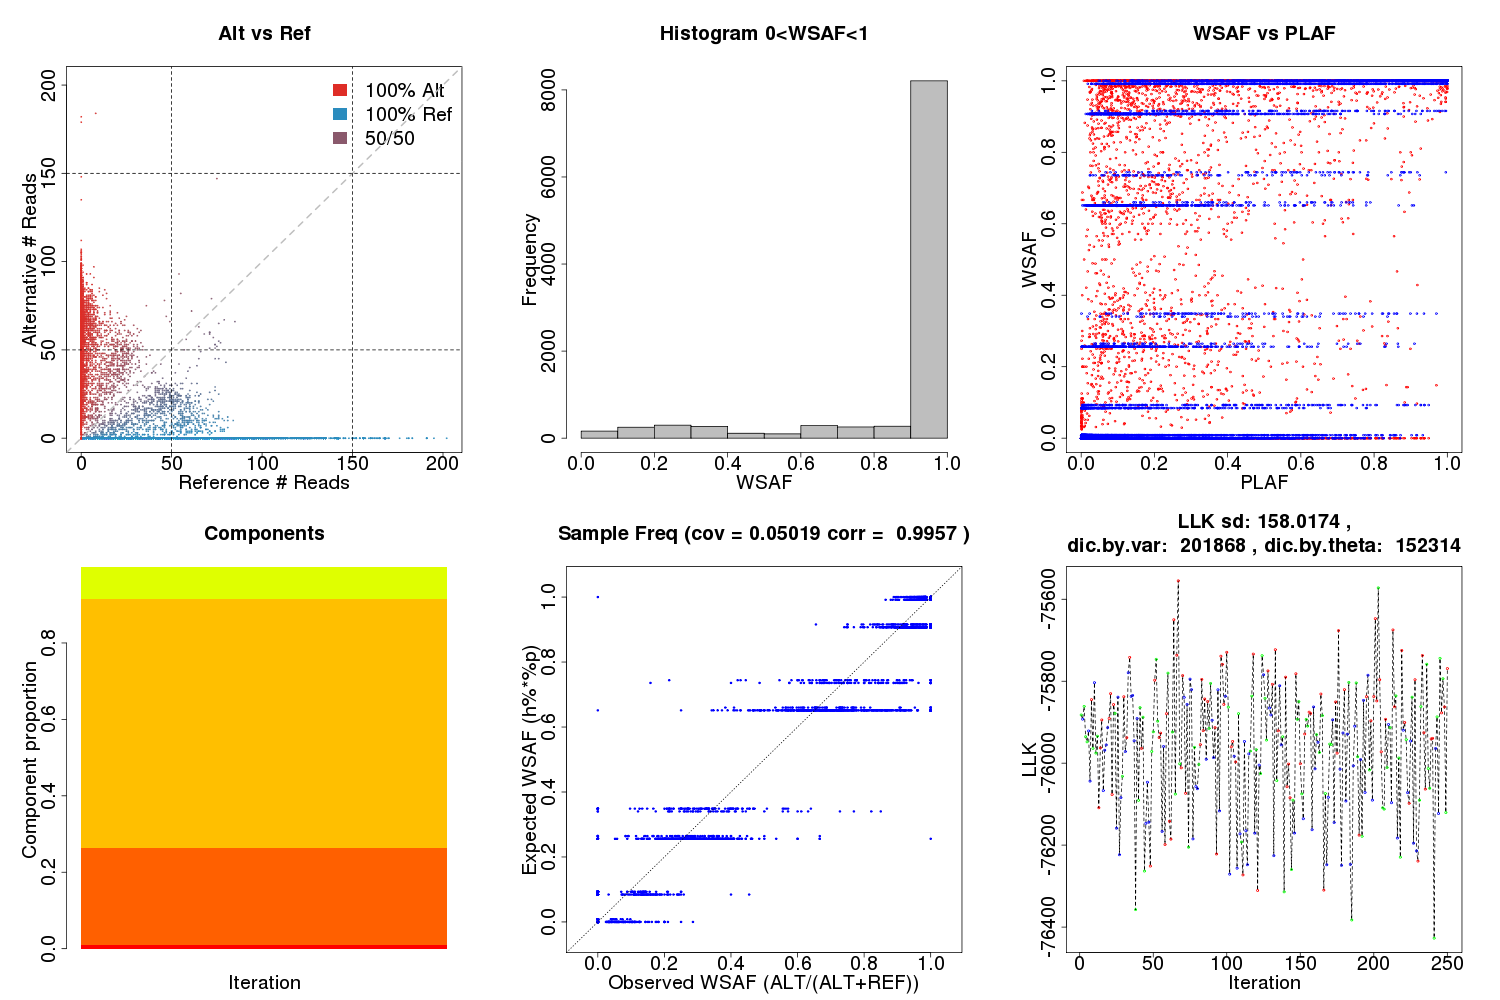 Alt vs Ref
200
150
100
50
0
Alternative # Reads
100% Alt
100% Ref
50/50
0 50 100 150 200
Reference # Reads
Histogram 0<WSAF<1
8000
6000
4000
2000
0
Frequency
0.0 0.2 0.4 0.6 0.8 1.0
WSAF
WSAF vs PLAF
1.0
0.8
0.6
0.4
0.2
0.0
WSAF
0.0 0.2 0.4 0.6 0.8 1.0
PLAF
Components
0.8
0.6
0.4
0.2
0.0
Component proportion
Iteration
Sample Freq (cov = 0.05019 corr = 0.9957 )
1.0
0.8
0.6
0.4
0.2
0.0
Expected WSAF (h%*%p)
0.0 0.2 0.4 0.6 0.8 1.0
Observed WSAF (ALT/(ALT+REF))
LLK sd: 158.0174 ,
dic.by.var: 201868 , dic.by.theta: 152314
-75600
-75800
-76000
-76200
-76400
LLK
0 50 100 150 200 250
Iteration